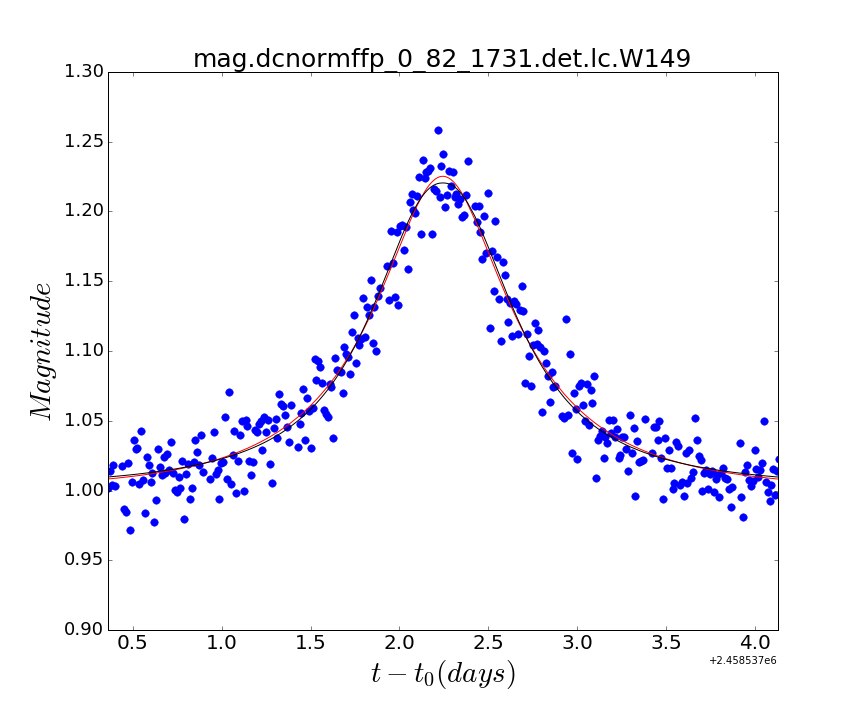 mag.dcnormffp_0_82_1731.det.lc.W149
1.30
1.25
1.20
1.15
1.10
1.05
1.00
0.95
0.90
Magnitude
0.5 1.0 1.5 2.0 2.5 3.0 3.5 4.0
+2.458537e6
t − t₀(days)